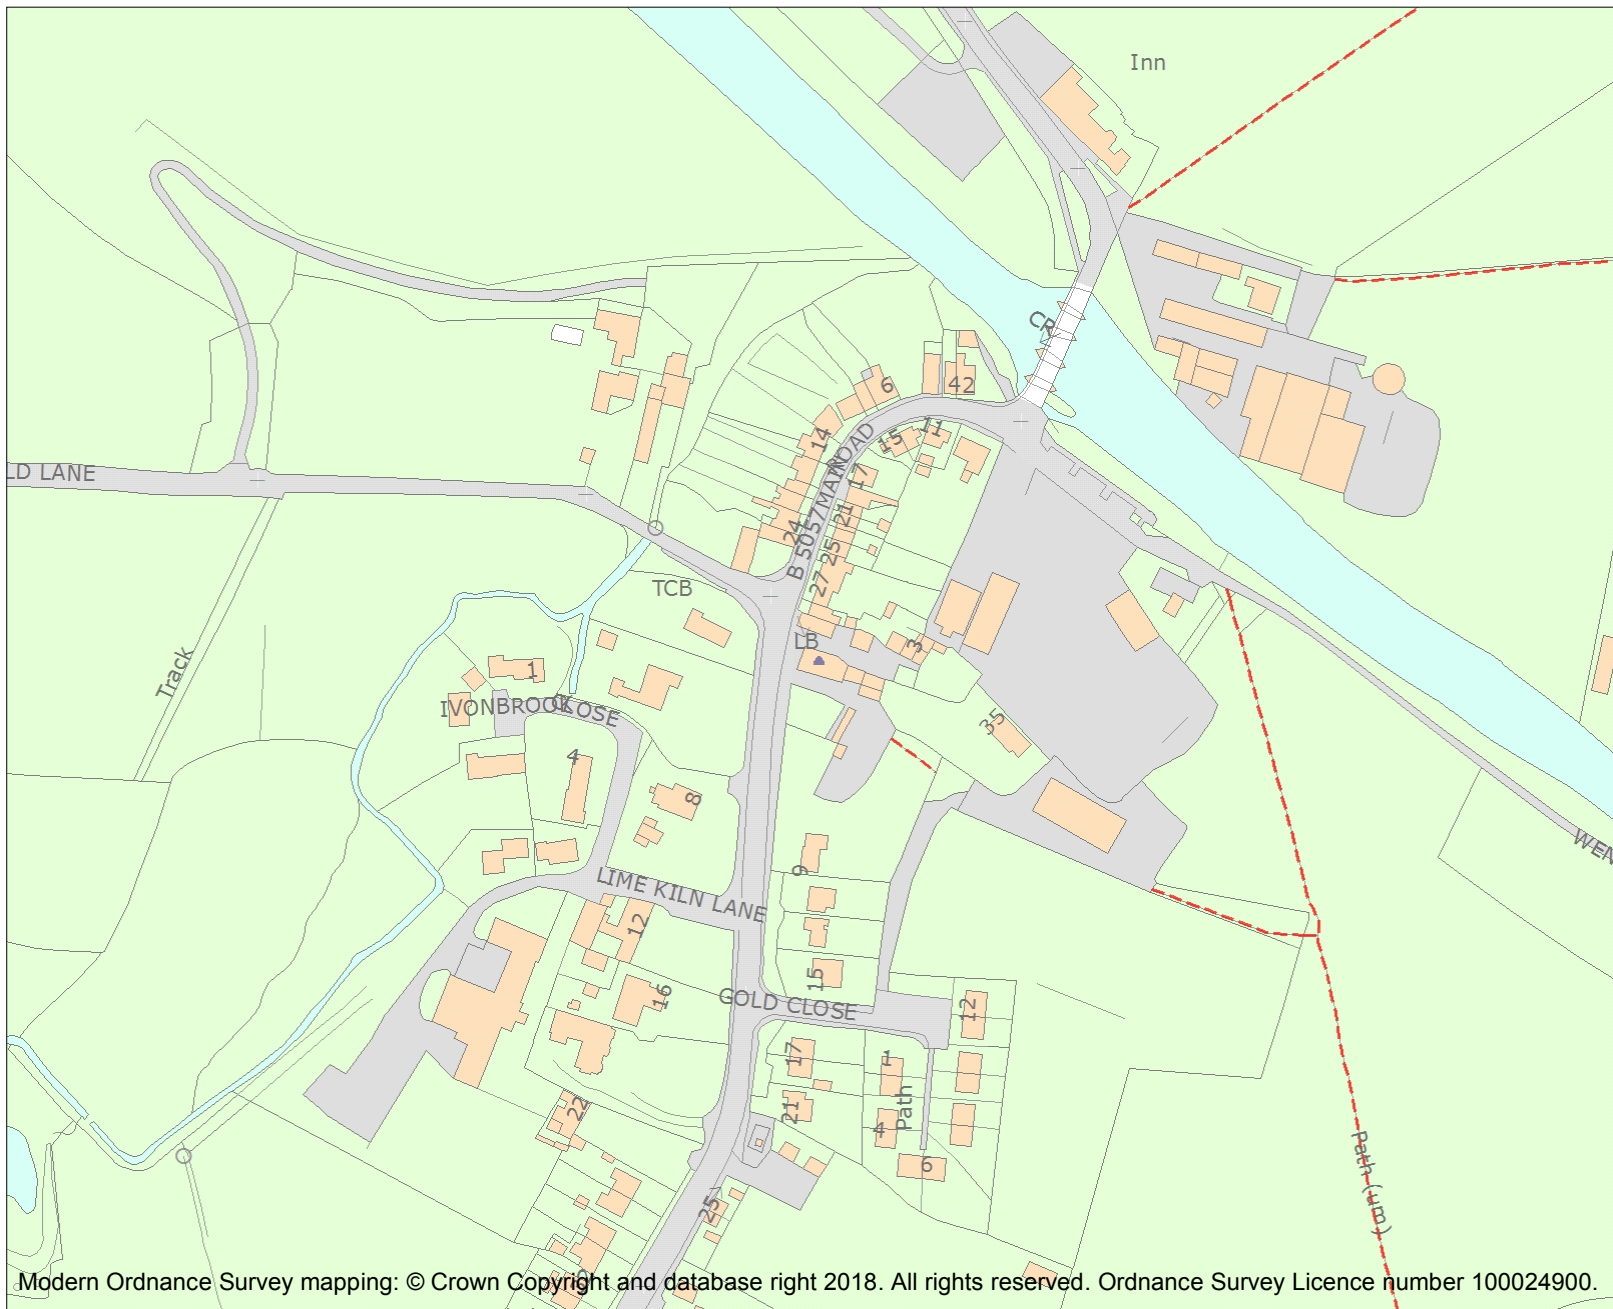 Inn
CR
6
42
14
15
11
B 5057 MAIN ROAD
17
LD LANE
21
24
25
27
TCB
LB
3
Track
1
IVONBROOK
CLOSE
35
4
8
WEN
9
LIME KILN LANE
12
15
16
GOLD CLOSE
12
17
1
22
21
Path
4
6
Path (um)
25
Modern Ordnance Survey mapping: © Crown Copyright and database right 2018. All rights reserved. Ordnance Survey Licence number 100024900.